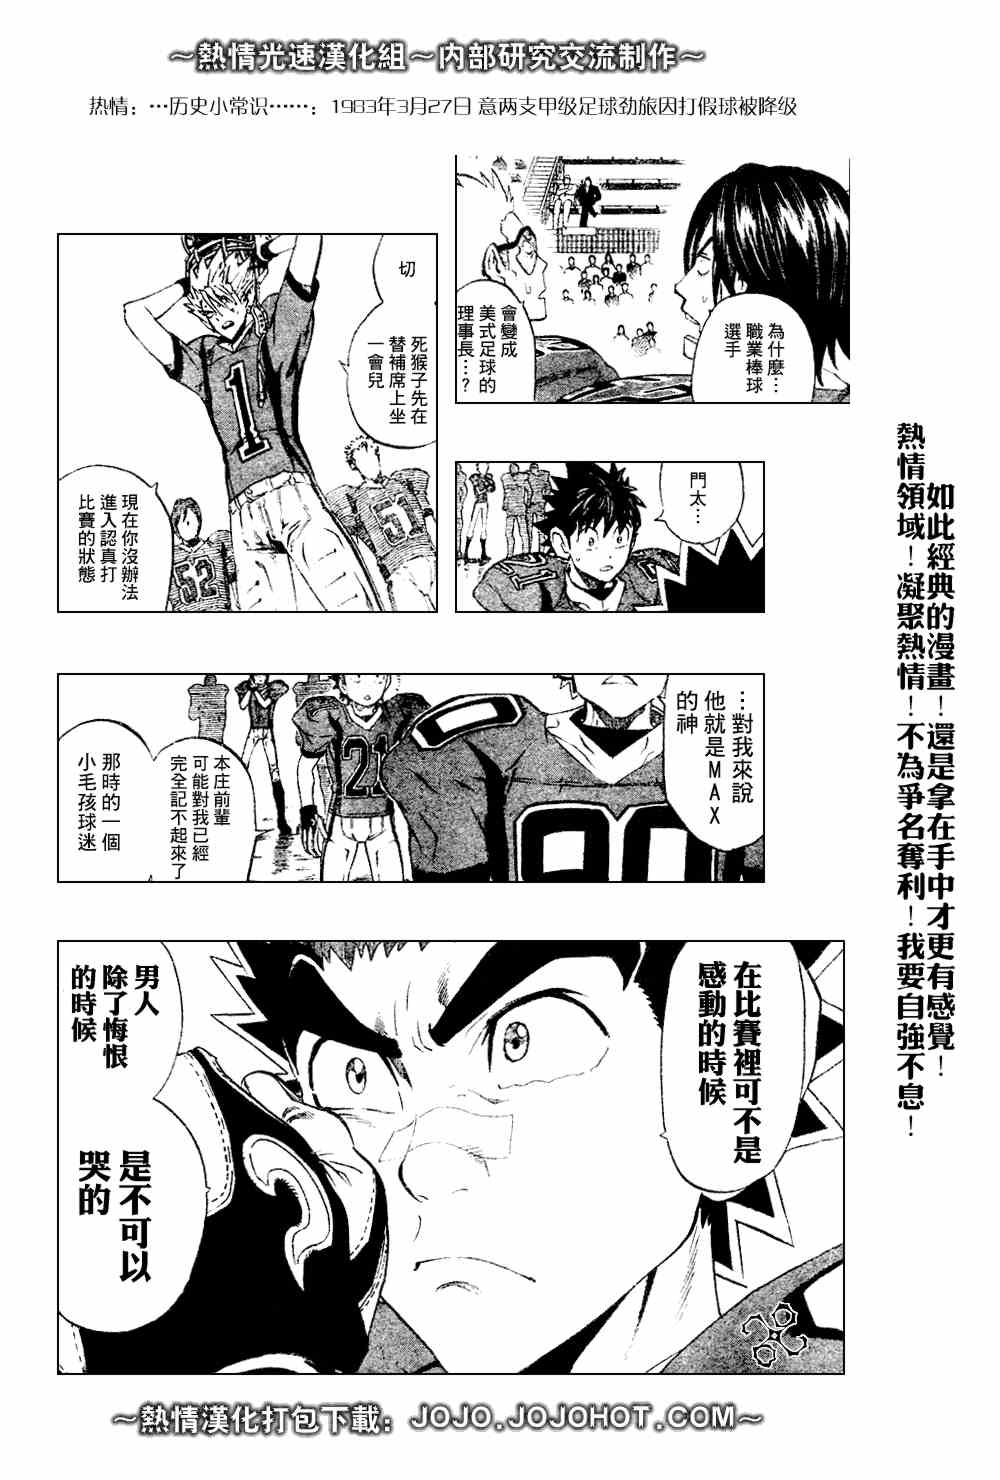 ～熱情光速漢化組～内部研究交流制作～
热情：…历史小常识……：1983年3月27日 意两支甲级足球劲旅因打假球被降级
為什麼…
職業棒球
選手
會變成
美式足球的
理事長…?
切
死猴子先在
替補席上坐
一會兒
現在你沒辦法
進入認真打
比賽的狀態
1
52
51
門太…
21
…對我來說
他就是MAX
的神
本庄前輩
可能對我已經
完全記不起來了
那時的一個
小毛孩球迷
21
80
在比賽裡可不是
感動的時候
男人
除了悔恨
的時候
是不可以
哭的
如此經典的漫畫！還是拿在手中才更有感覺！
熱情領域！凝聚熱情！不為爭名奪利！我要自強不息！
～熱情漢化打包下載：JOJO.JOJOHOT.COM～